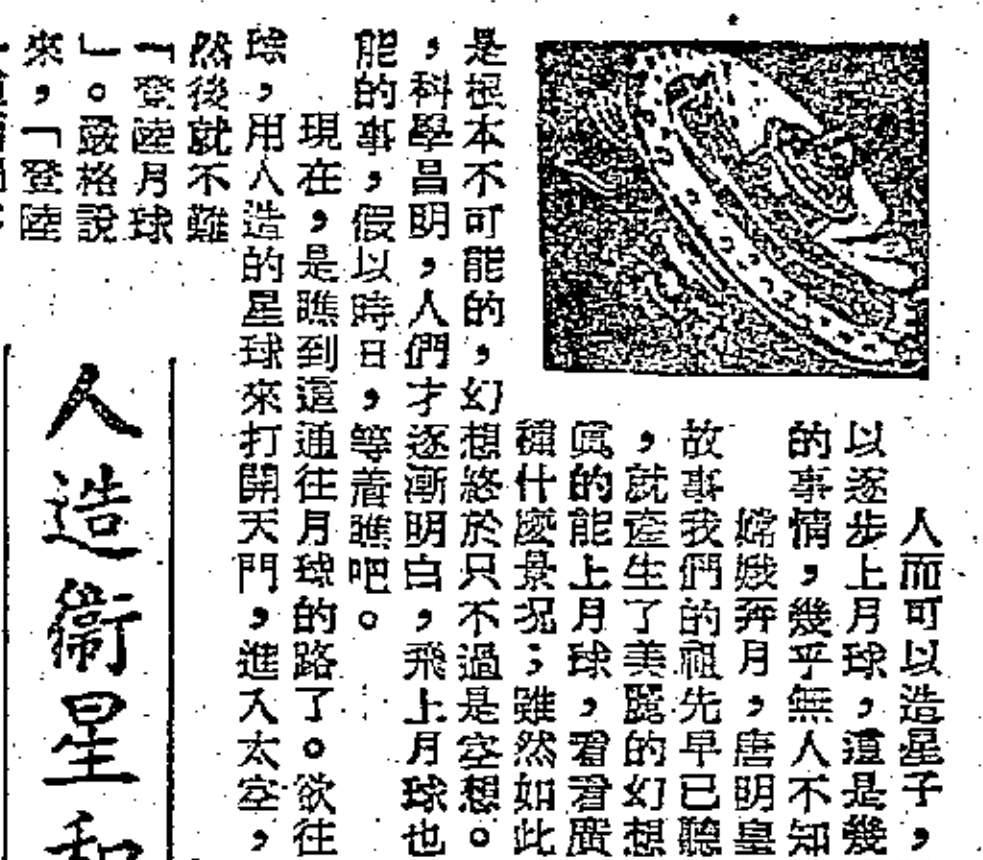 人而可以造星子，
以逐步上月球，這是幾
的事情，幾乎無人不知
嫦娥奔月，唐明皇
故事我們的祖先早已聽
，就產生了美麗的幻想
眞的能上月球，看看廣
種什麼景况；雖然如此
是根本不可能的，幻想終於只不過是空想。
，科學昌明，人們才逐漸明白，飛上月球也
能的事，假以時日，等着瞧吧。
現在，是瞧到這通往月球的路了。欲往
球，用人造的星球來打開天門，進入太空，
然後就不難
「登陸月球
」。嚴格說
來，「登陸
人造衞星和